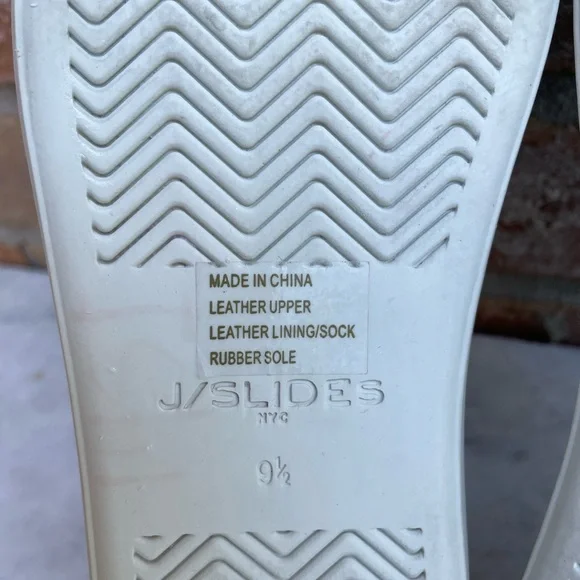 MADE IN CHINA
LEATHER UPPER
LEATHER LINING/SOCK
RUBBER SOLE
J/SLIDES
NYC
9½